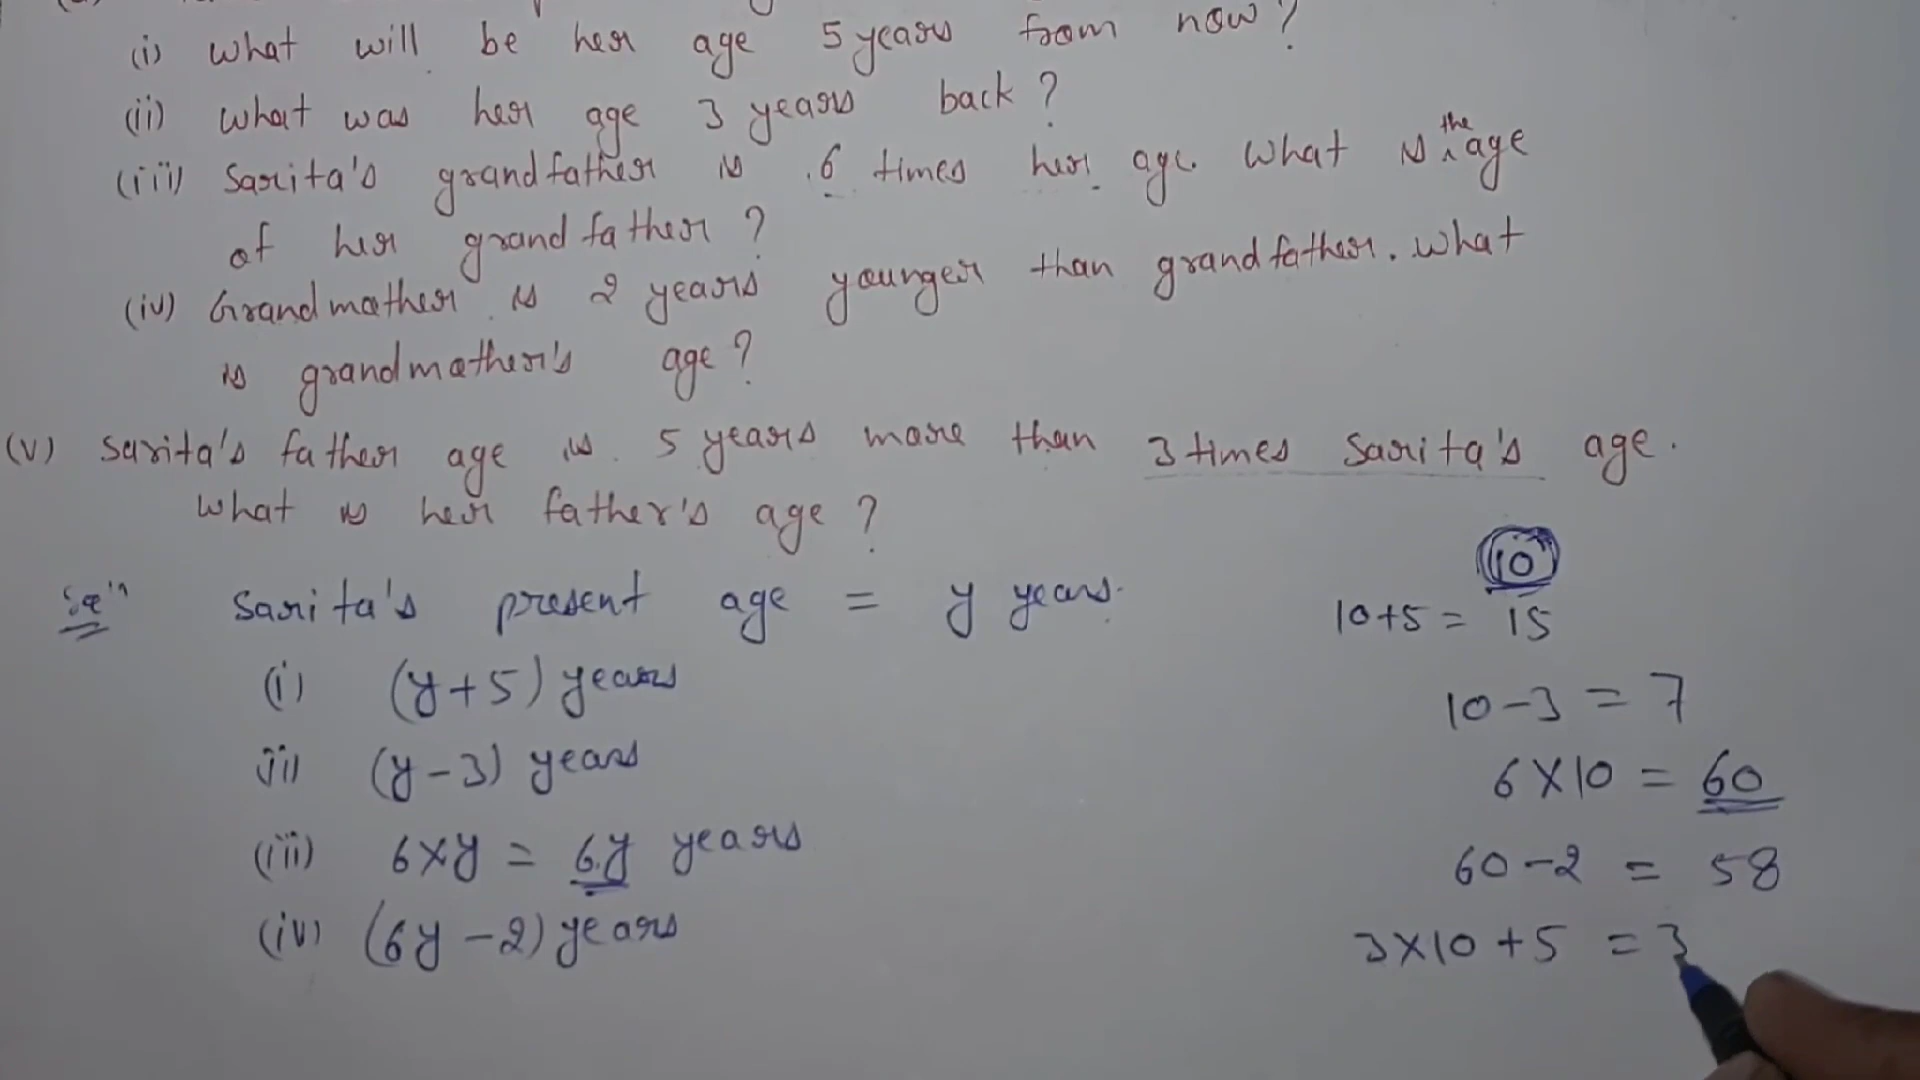 (i) what will be her age 5 years from now?
(ii) what was her age 3 years back?
(iii) Sarita's grandfather is 6 times her age. What is the age
of her grandfather?
(iv) Grandmother is 2 years younger than grandfather. What
is grandmother's age?
(v) Sarita's father age is 5 years more than 3 times Sarita's age.
What is her father's age?
Sol'n Sarita's present age = y years.
10
10+5 = 15
(i) (y+5) years
10-3 = 7
(ii) (y-3) years
6×10 = 60
(iii) 6×y = 6y years
60-2 = 58
(iv) (6y-2) years
3×10+5 = 3